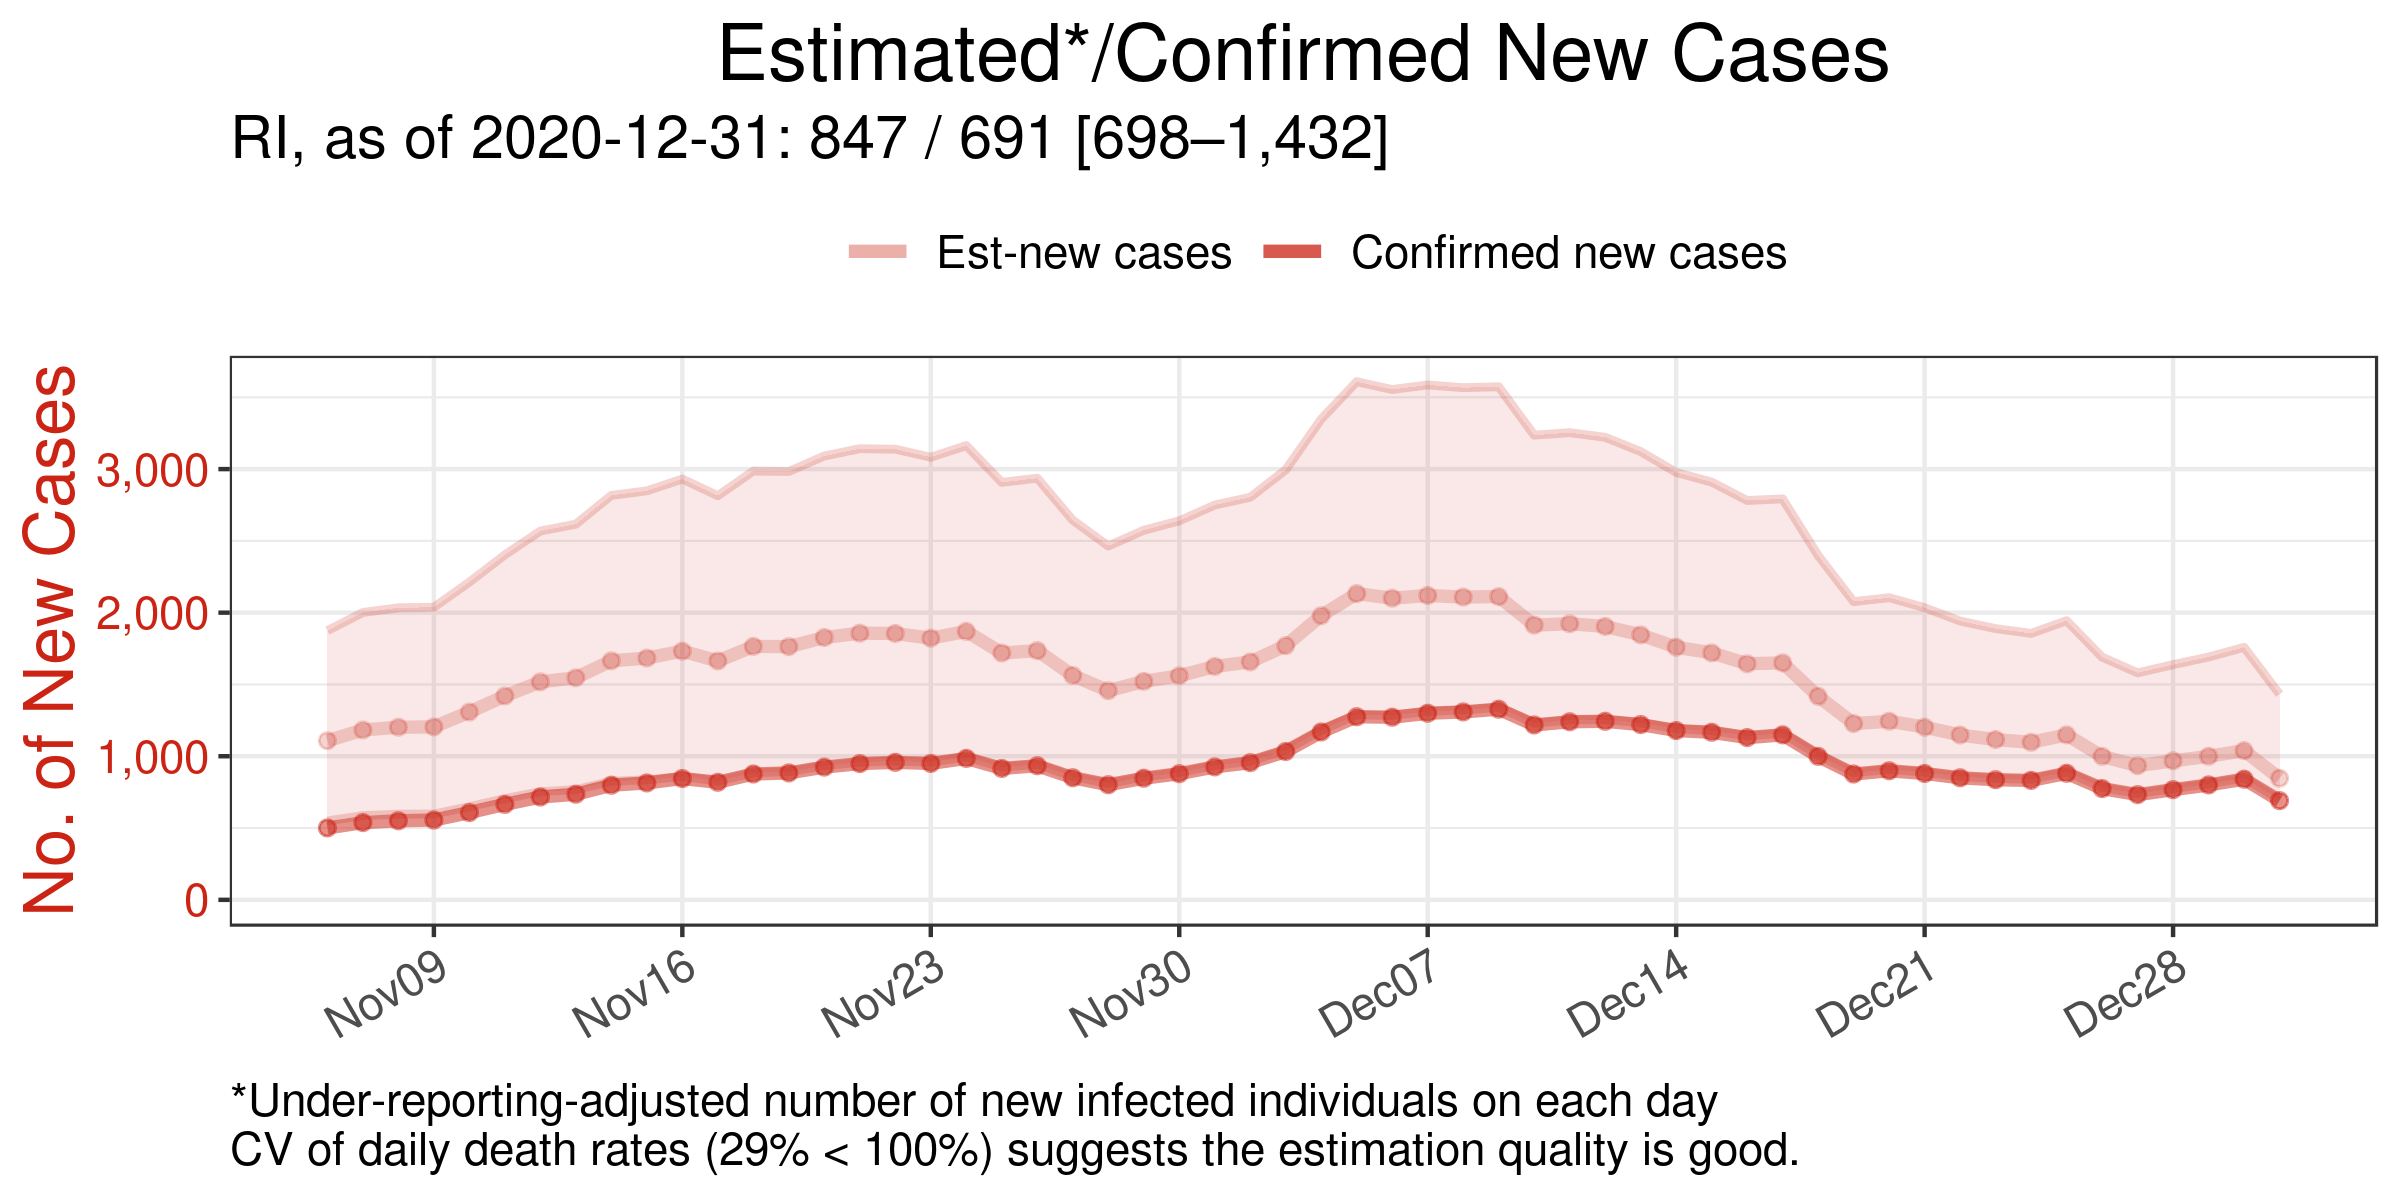 Estimated*/Confirmed New Cases
RI, as of 2020-12-31: 847 / 691 [698–1,432]
Est-new cases
Confirmed new cases
No. of New Cases
3,000
2,000
1,000
0
Nov09
Nov16
Nov23
Nov30
Dec07
Dec14
Dec21
Dec28
*Under-reporting-adjusted number of new infected individuals on each day
CV of daily death rates (29% < 100%) suggests the estimation quality is good.